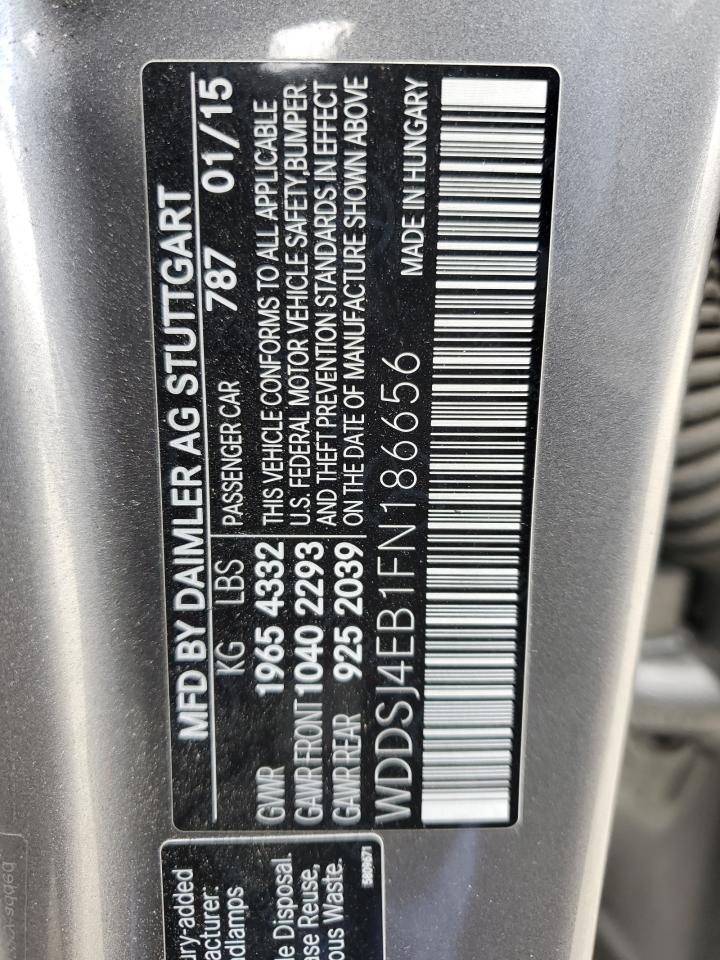 MFD BY DAIMLER AG STUTTGART
KG LBS 787 01/15
PASSENGER CAR
GWWR 1965 4332 THIS VEHICLE CONFORMS TO ALL APPLICABLE
GAWR FRONT 1040 2293 U.S. FEDERAL MOTOR VEHICLE SAFETY,BUMPER
GAWR REAR 925 2039 AND THEFT PREVENTION STANDARDS IN EFFECT
ON THE DATE OF MANUFACTURE SHOWN ABOVE
WDDSJ4EB1FN186656 MADE IN HUNGARY
ury-added
acturer:
adlamps
le Disposal.
ase Reuse,
ous Waste.